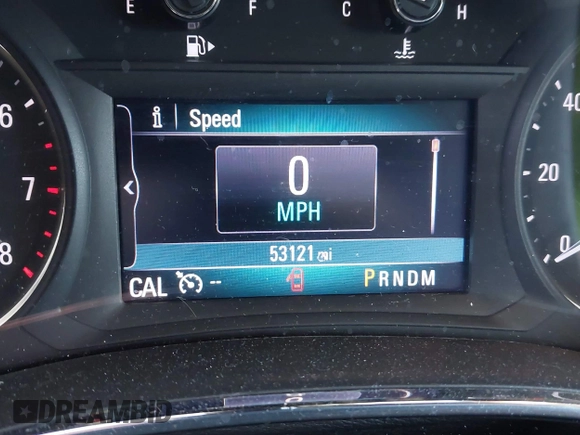 E F C H
6
7
8
i Speed
0
MPH
53121 mi
CAL -- PRNDM
40
20
0
DREAMBID